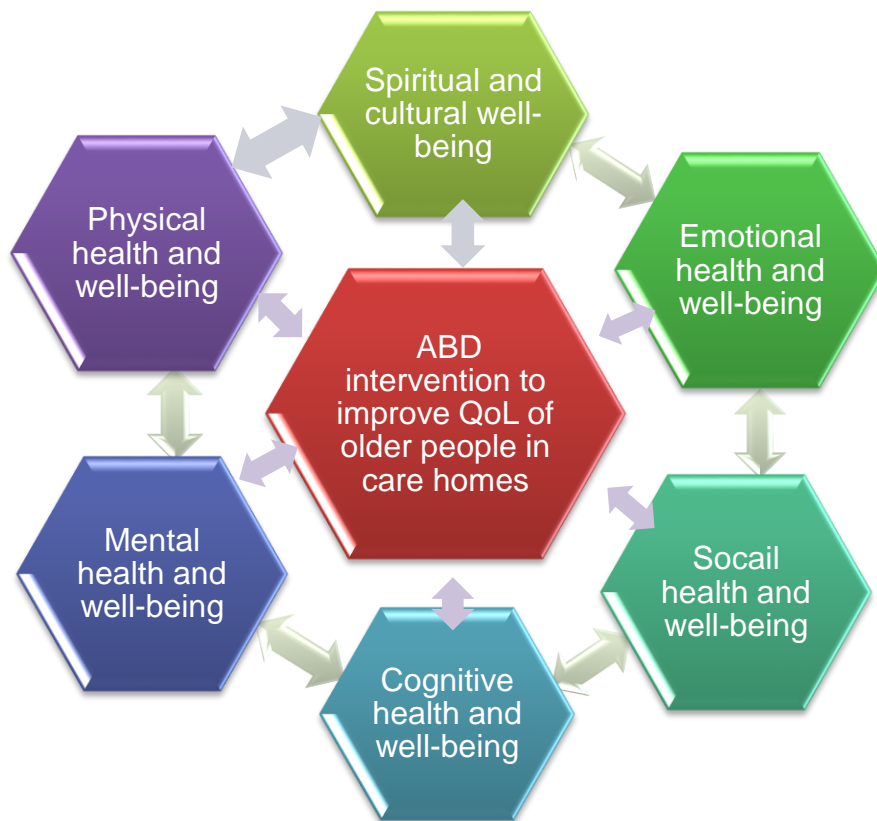 Spiritual and
cultural well-
being
Physical
health and
well-being
Emotional
health and
well-being
ABD
intervention to
improve QoL of
older people in
care homes
Mental
health and
well-being
Socail
health and
well-being
Cognitive
health and
well-being